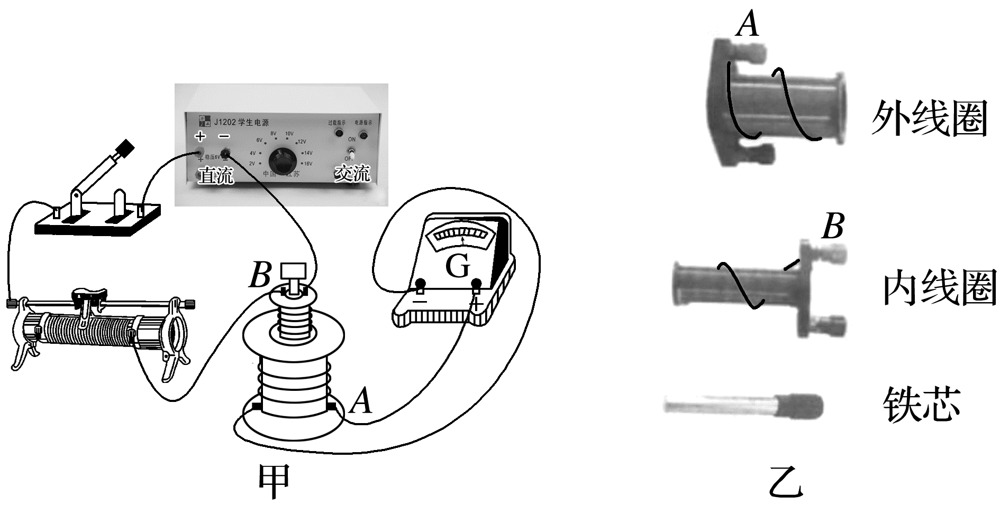 J1202 学生电源
过载指示 电源指示
+ −
8V 10V
6V 12V
ON
4V 14V
+ 稳压6V −
2V 16V
直流
中国 江苏
交流
G
− +
B
A
甲
A
外线圈
B
内线圈
铁芯
乙